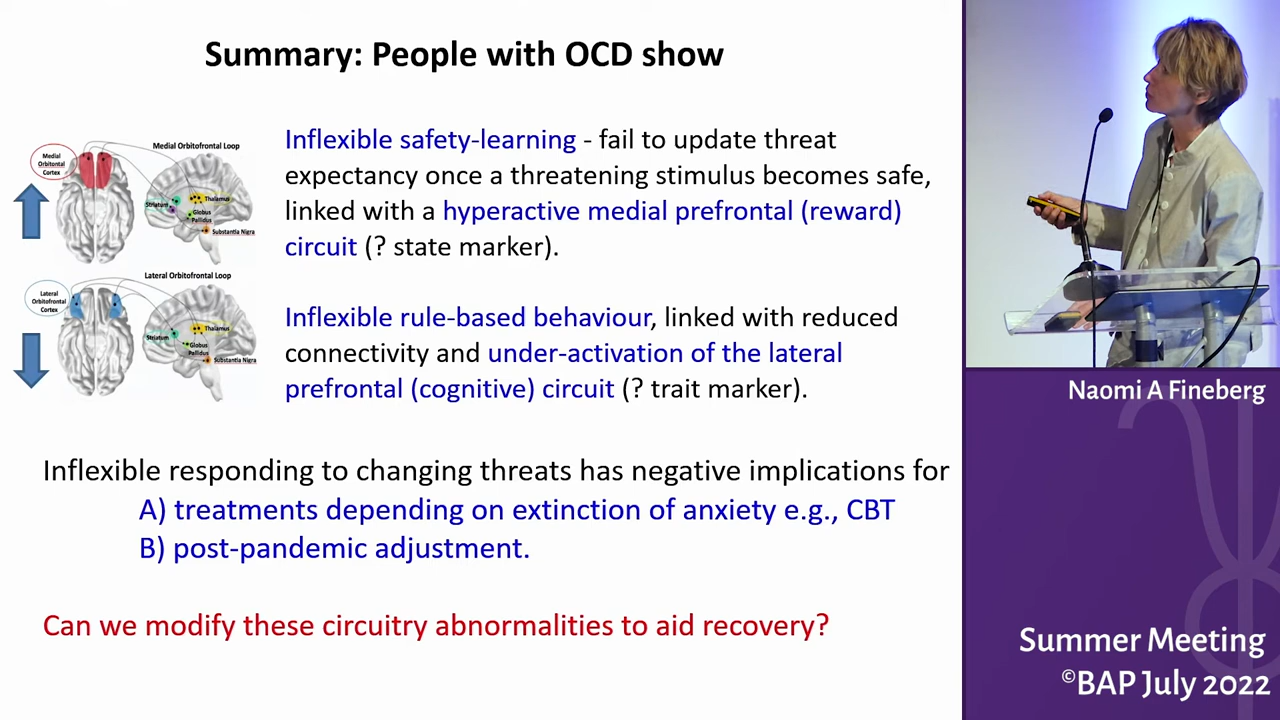 Summary: People with OCD show
Medial Orbitofrontal Loop
Medial
Orbitontal
Cortex
Striatum
Thalamus
Globus
Pallidus
Substantia Nigra
Inflexible safety-learning - fail to update threat
expectancy once a threatening stimulus becomes safe,
linked with a hyperactive medial prefrontal (reward)
circuit (? state marker).
Lateral Orbitofrontal Loop
Lateral
Orbitofrontal
Cortex
Striatum
Thalamus
Globus
Pallidus
Substantia Nigra
Inflexible rule-based behaviour, linked with reduced
connectivity and under-activation of the lateral
prefrontal (cognitive) circuit (? trait marker).
Inflexible responding to changing threats has negative implications for
A) treatments depending on extinction of anxiety e.g., CBT
B) post-pandemic adjustment.
Can we modify these circuitry abnormalities to aid recovery?
Naomi A Fineberg
Summer Meeting
©BAP July 2022